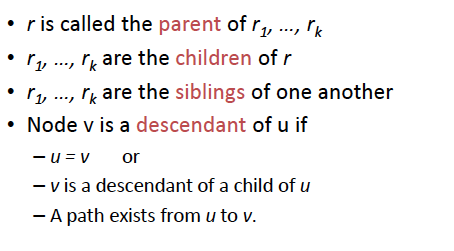 • r is called the parent of r1, ..., rk
• r1, ..., rk are the children of r
• r1, ..., rk are the siblings of one another
• Node v is a descendant of u if
– u = v or
– v is a descendant of a child of u
– A path exists from u to v.